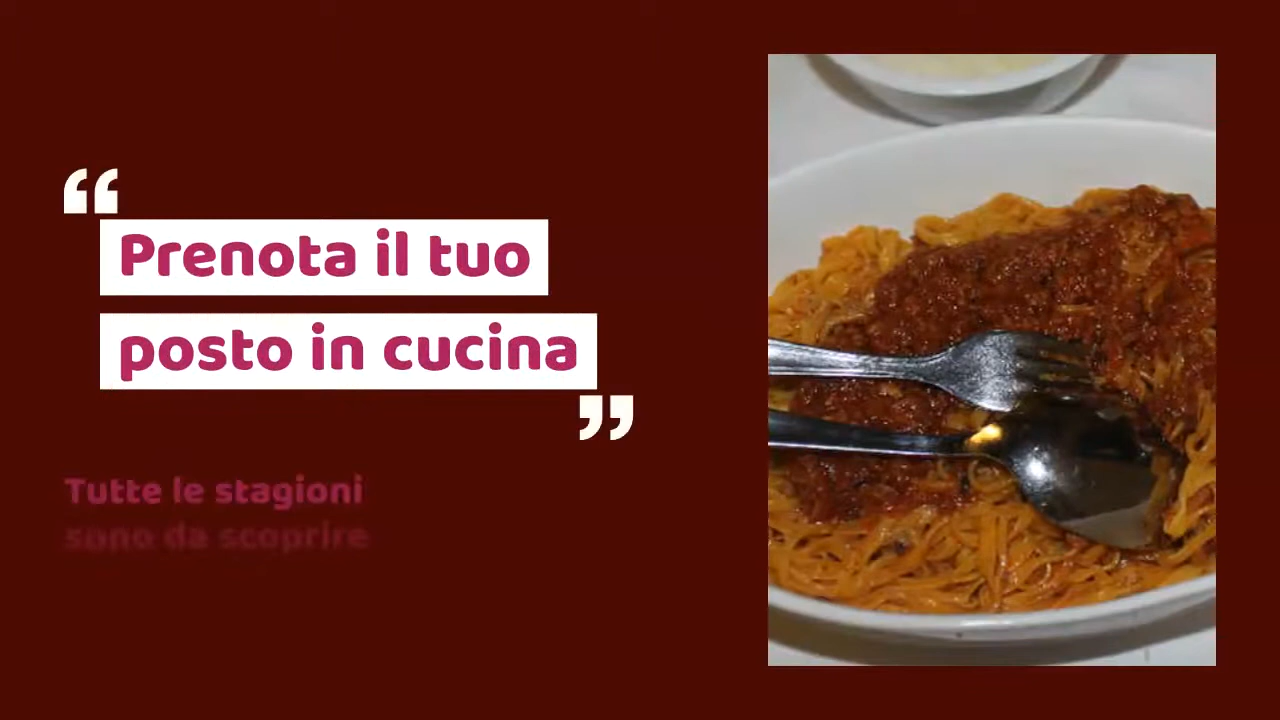 “
Prenota il tuo
posto in cucina
”
Tutte le stagioni
sono da scoprire